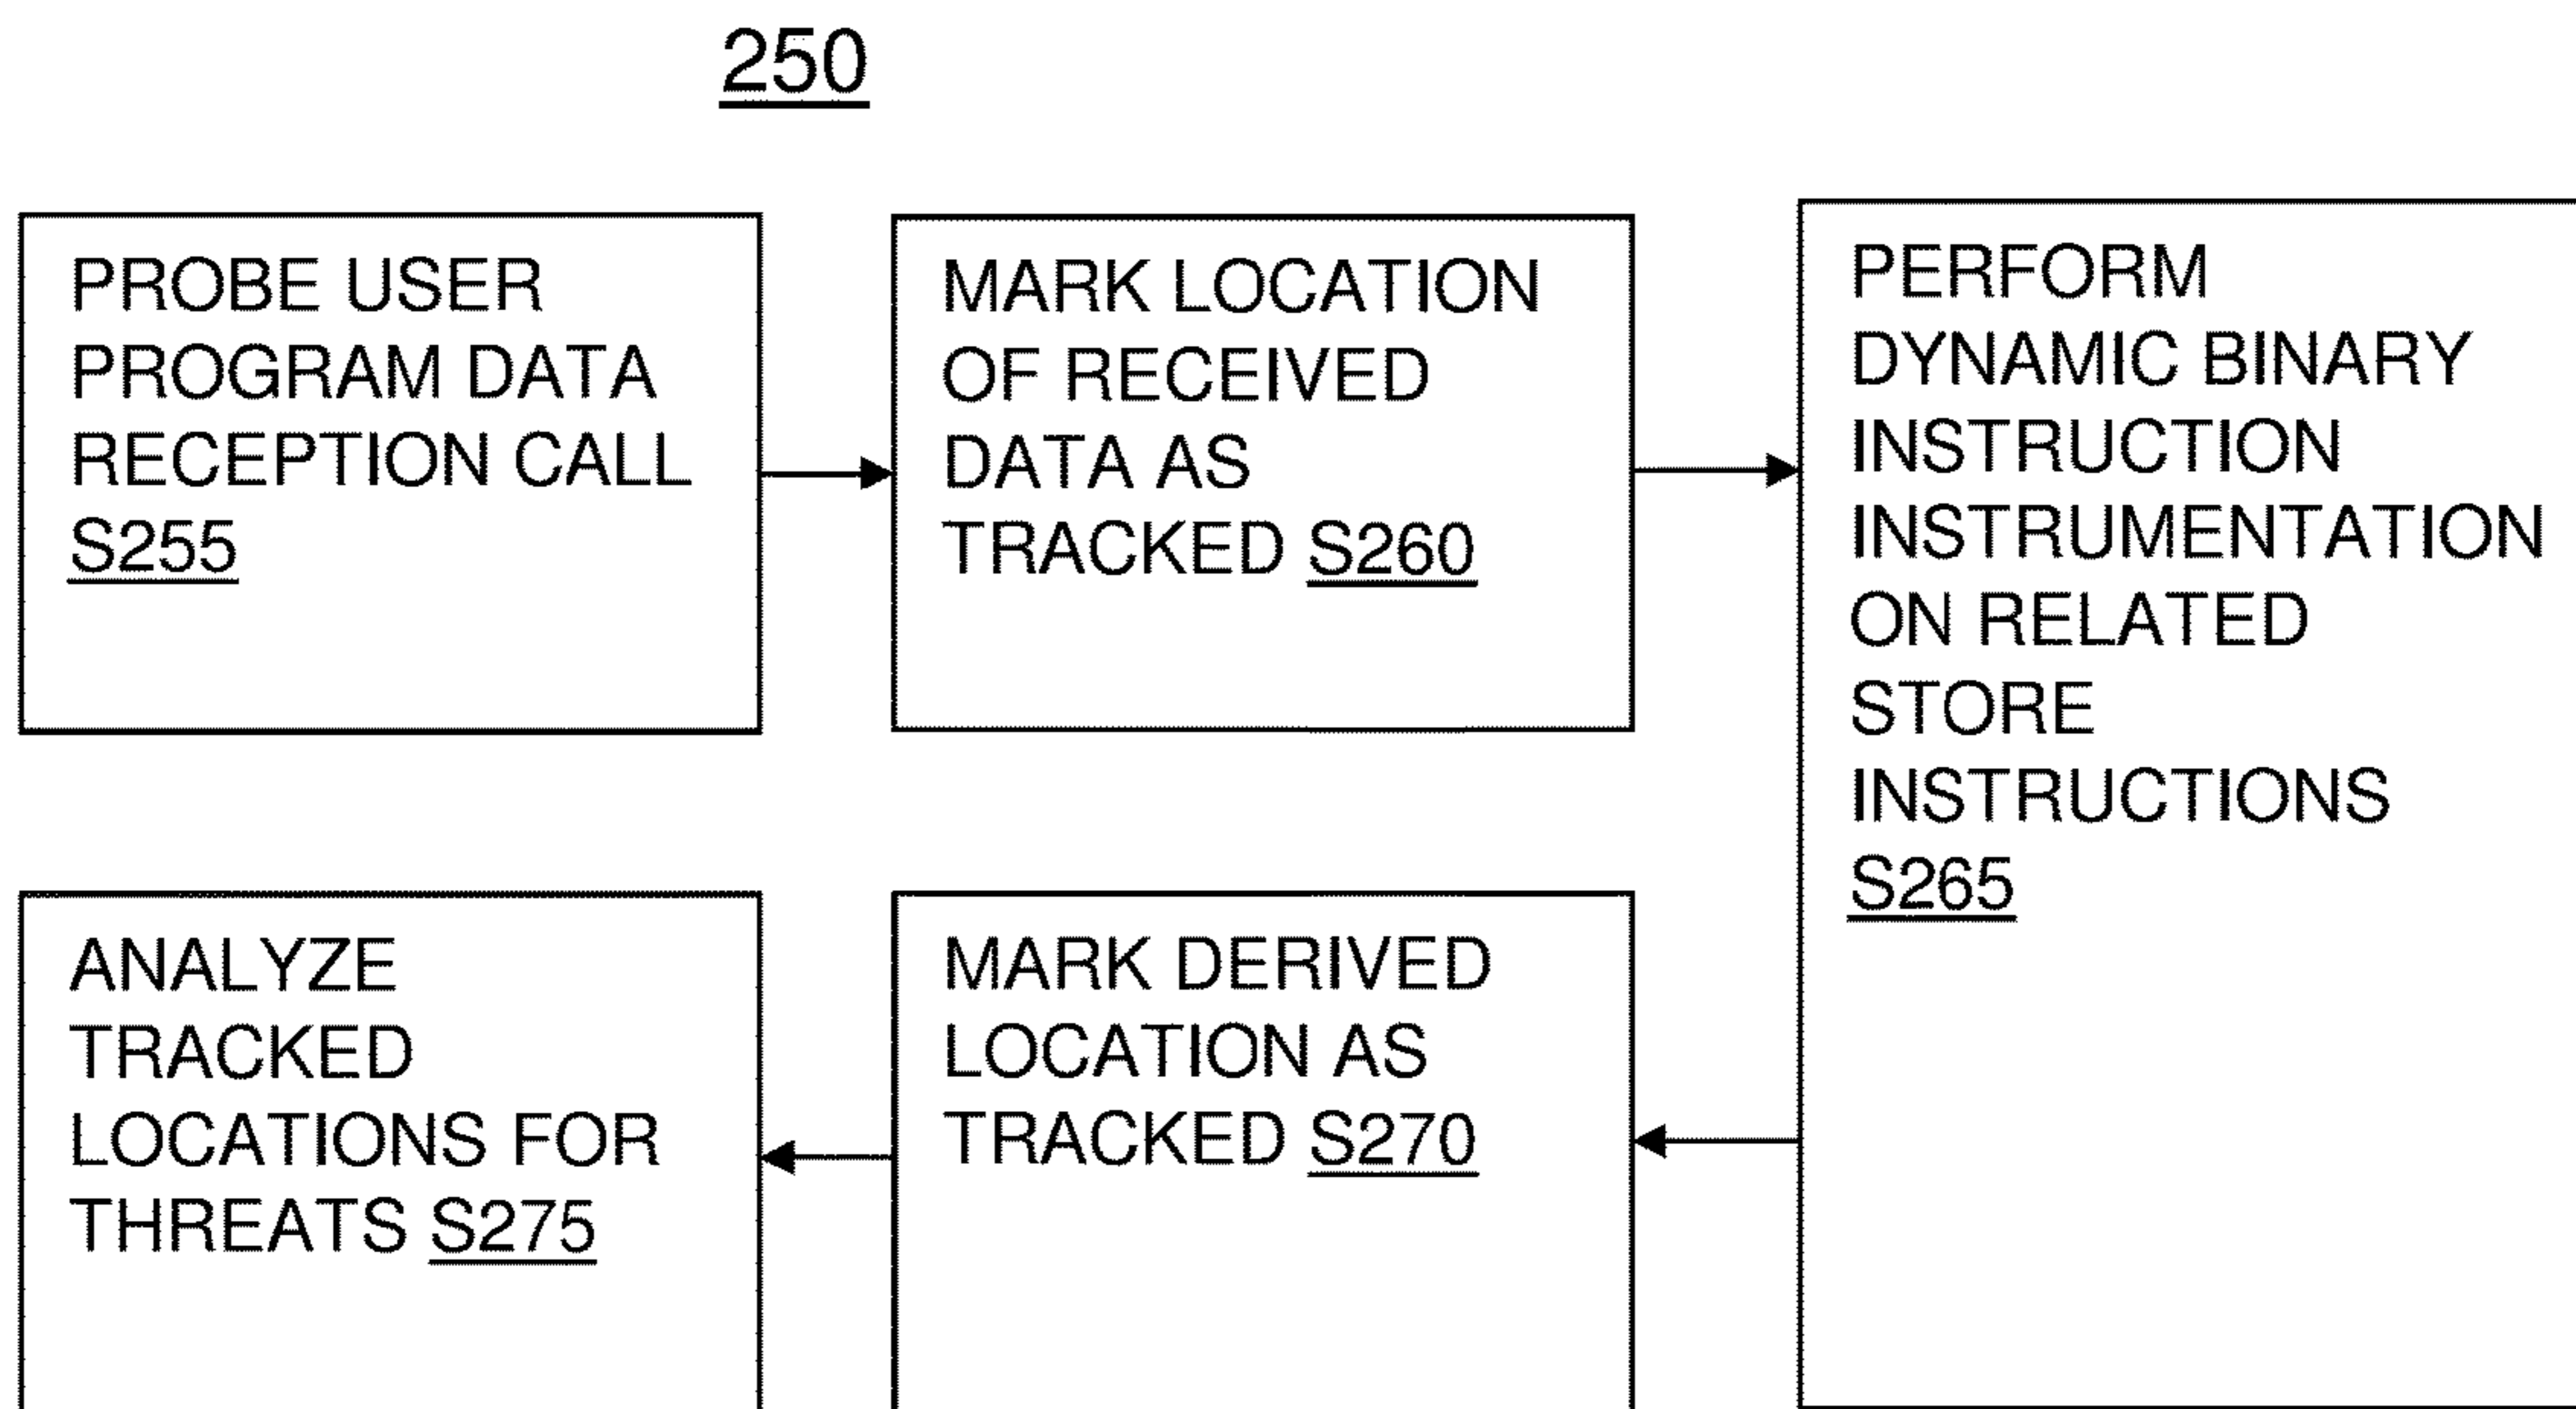 250
PROBE USER
PROGRAM DATA
RECEPTION CALL
S255
MARK LOCATION
OF RECEIVED
DATA AS
TRACKED S260
PERFORM
DYNAMIC BINARY
INSTRUCTION
INSTRUMENTATION
ON RELATED
STORE
INSTRUCTIONS
S265
MARK DERIVED
LOCATION AS
TRACKED S270
ANALYZE
TRACKED
LOCATIONS FOR
THREATS S275